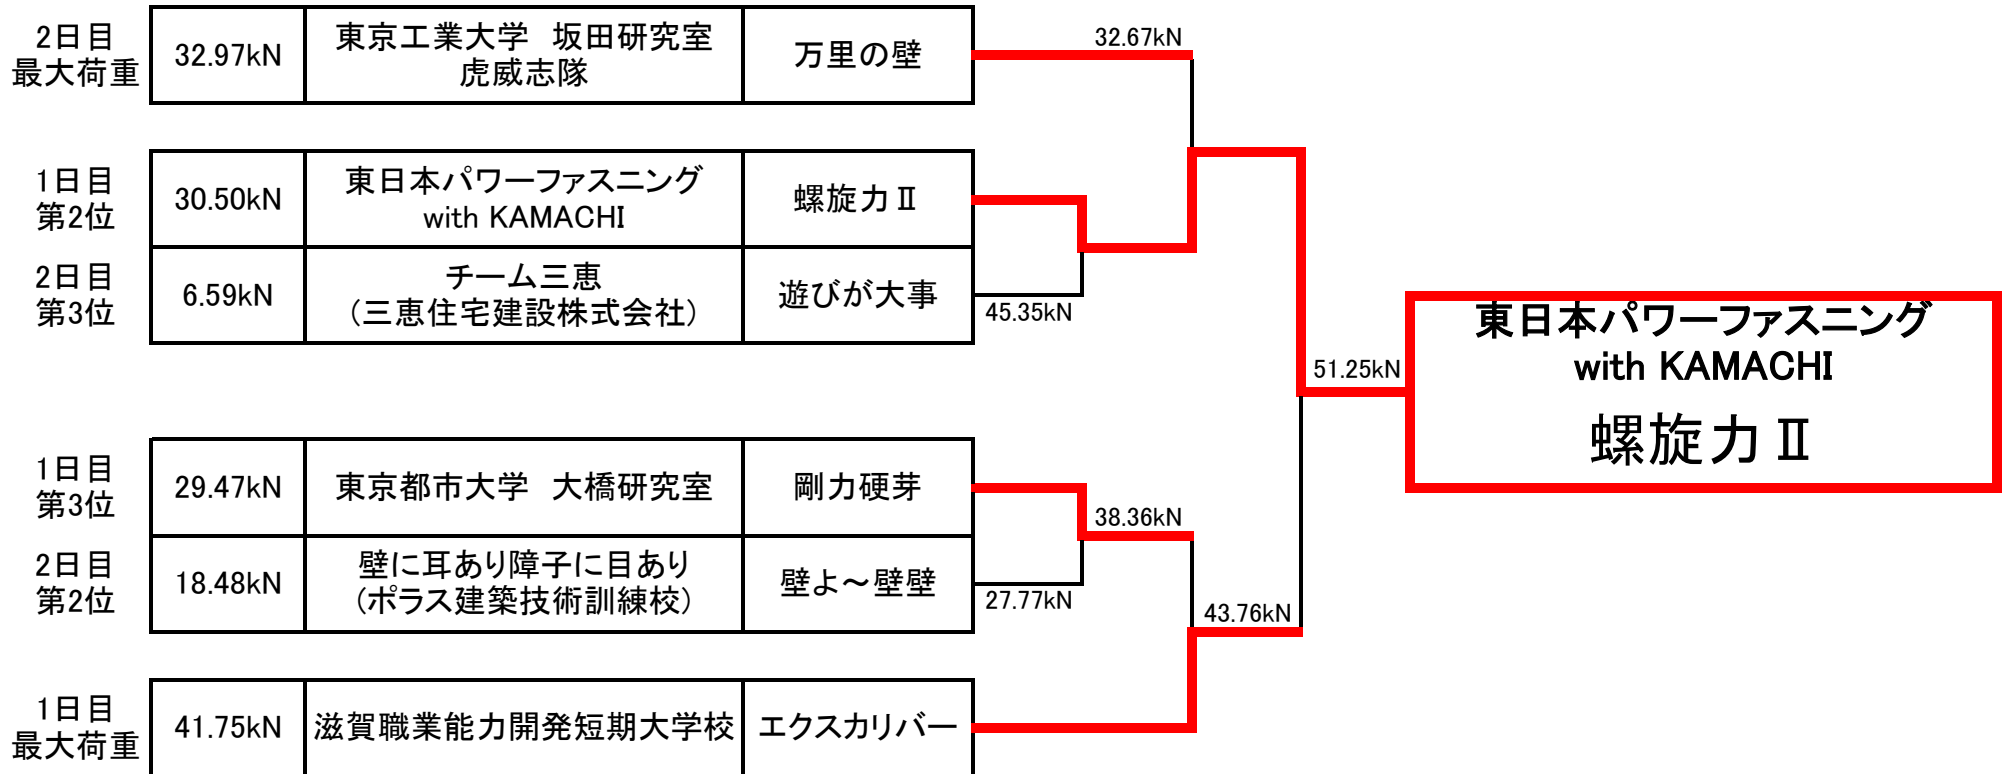 2日目
最大荷重
32.97kN
東京工業大学　坂田研究室
虎威志隊
万里の壁
32.67kN
1日目
第2位
30.50kN
東日本パワーファスニング
with KAMACHI
螺旋力Ⅱ
2日目
第3位
6.59kN
チーム三恵
(三恵住宅建設株式会社)
遊びが大事
45.35kN
51.25kN
東日本パワーファスニング
with KAMACHI
螺旋力Ⅱ
1日目
第3位
29.47kN
東京都市大学　大橋研究室
剛力硬芽
38.36kN
2日目
第2位
18.48kN
壁に耳あり障子に目あり
(ポラス建築技術訓練校)
壁よ～壁壁
27.77kN
43.76kN
1日目
最大荷重
41.75kN
滋賀職業能力開発短期大学校
エクスカリバー